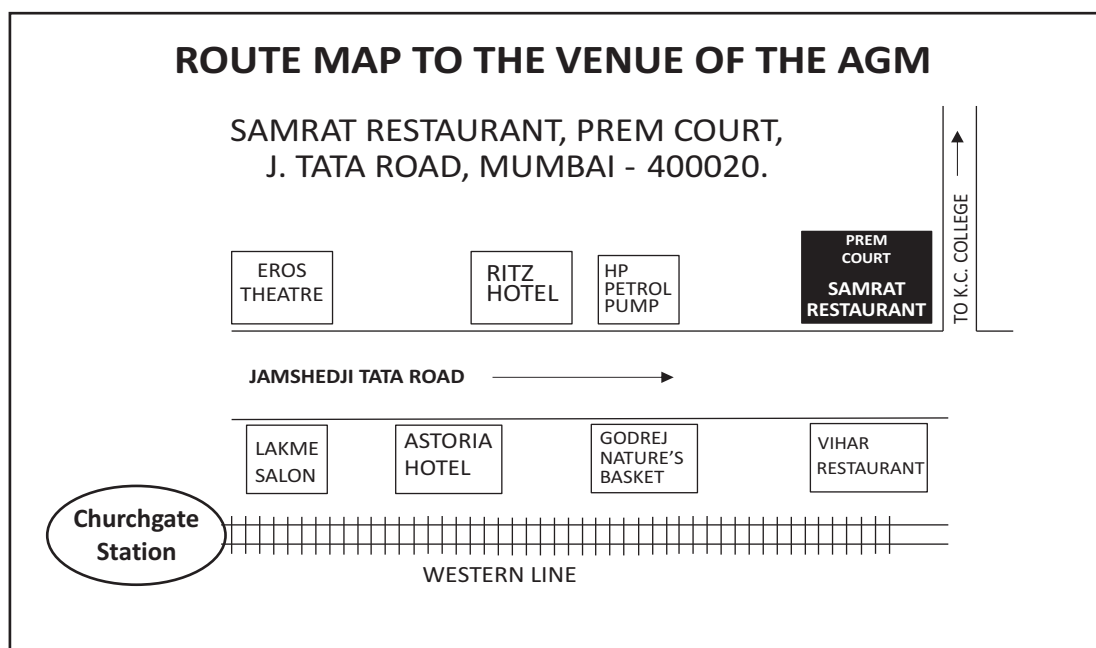 ROUTE MAP TO THE VENUE OF THE AGM
SAMRAT RESTAURANT, PREM COURT,
J. TATA ROAD, MUMBAI - 400020.
TO K.C. COLLEGE
EROS
THEATRE
RITZ
HOTEL
HP
PETROL
PUMP
PREM
COURT
SAMRAT
RESTAURANT
JAMSHEDJI TATA ROAD
LAKME
SALON
ASTORIA
HOTEL
GODREJ
NATURE'S
BASKET
VIHAR
RESTAURANT
Churchgate
Station
WESTERN LINE